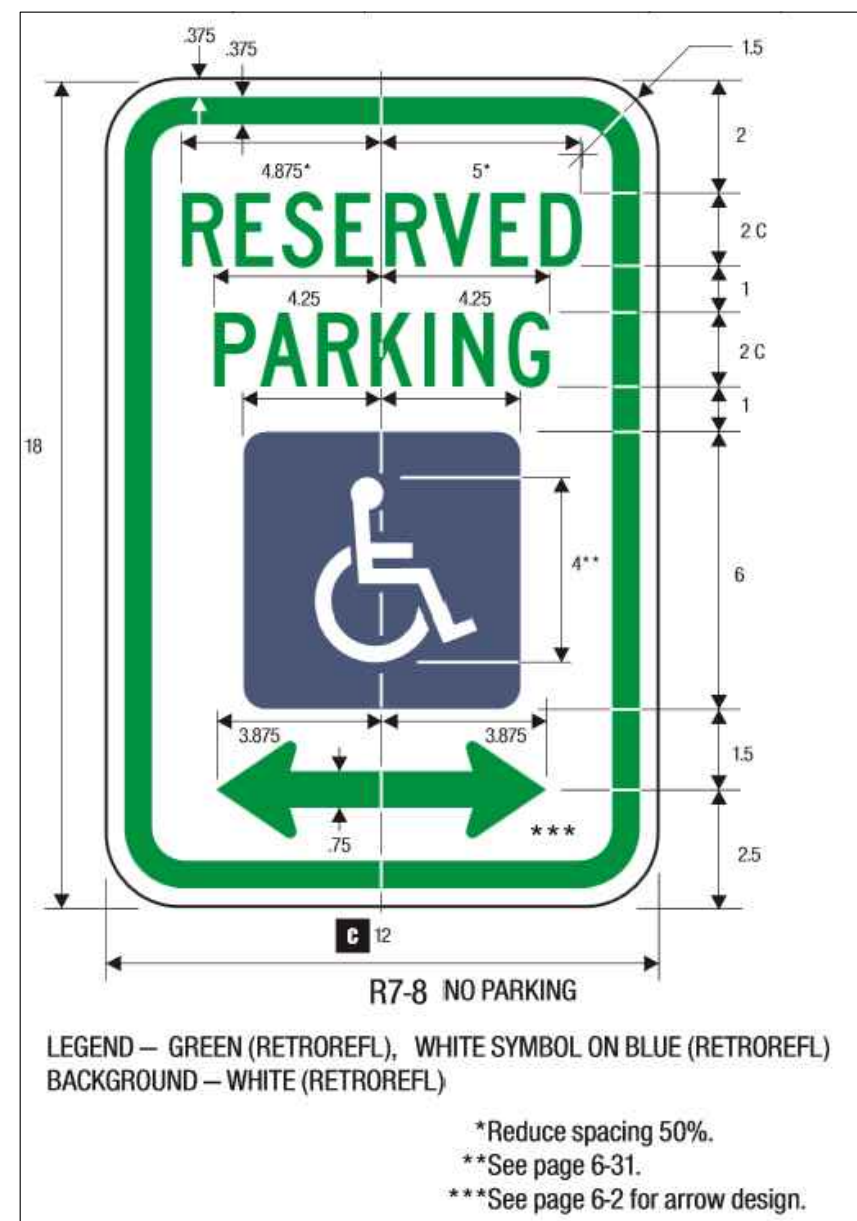 .375
.375
1.5
2
4.875* 5*
RESERVED
2 C
4.25 4.25
1
PARKING
2 C
1
18
4**
6
3.875 3.875
1.5
.75
***
2.5
C 12
R7-8 NO PARKING
LEGEND – GREEN (RETROREFL), WHITE SYMBOL ON BLUE (RETROREFL)
BACKGROUND – WHITE (RETROREFL)
*Reduce spacing 50%.
**See page 6-31.
***See page 6-2 for arrow design.